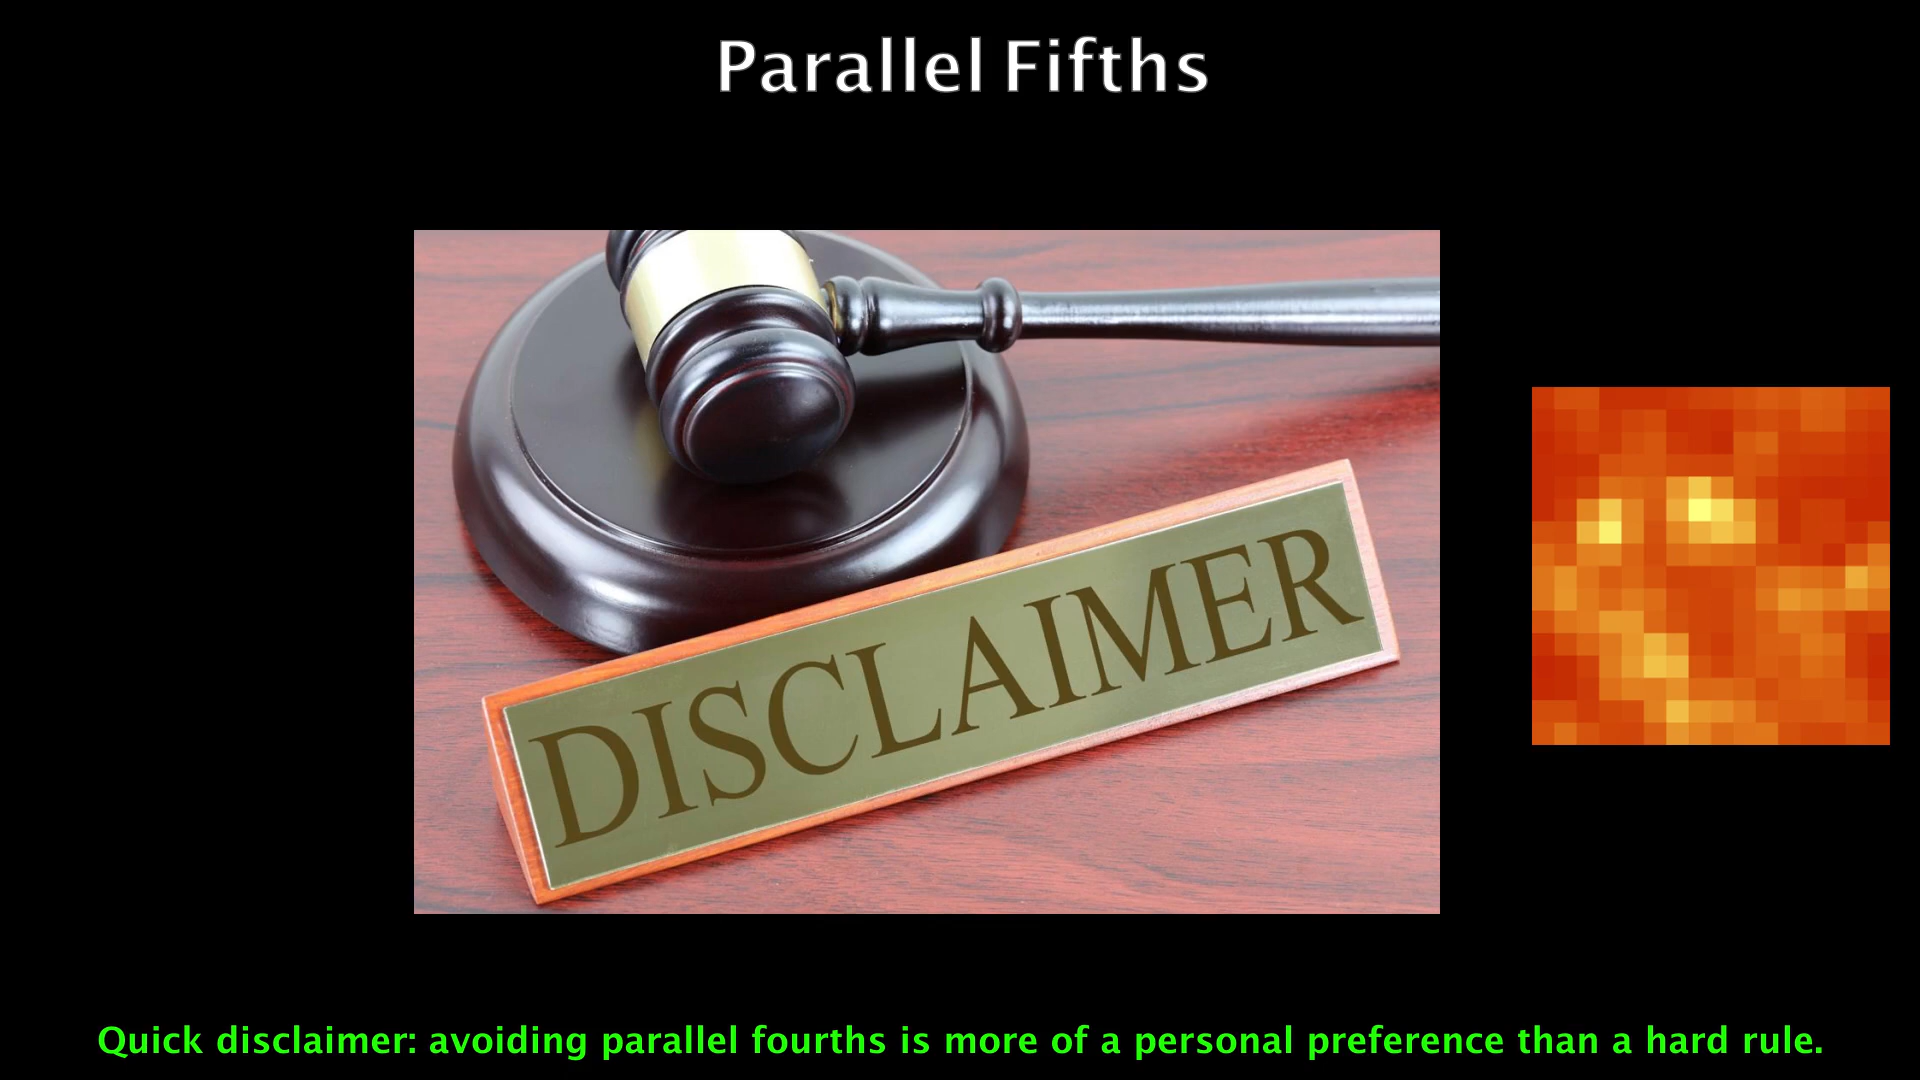 Parallel Fifths
DISCLAIMER
Quick disclaimer: avoiding parallel fourths is more of a personal preference than a hard rule.